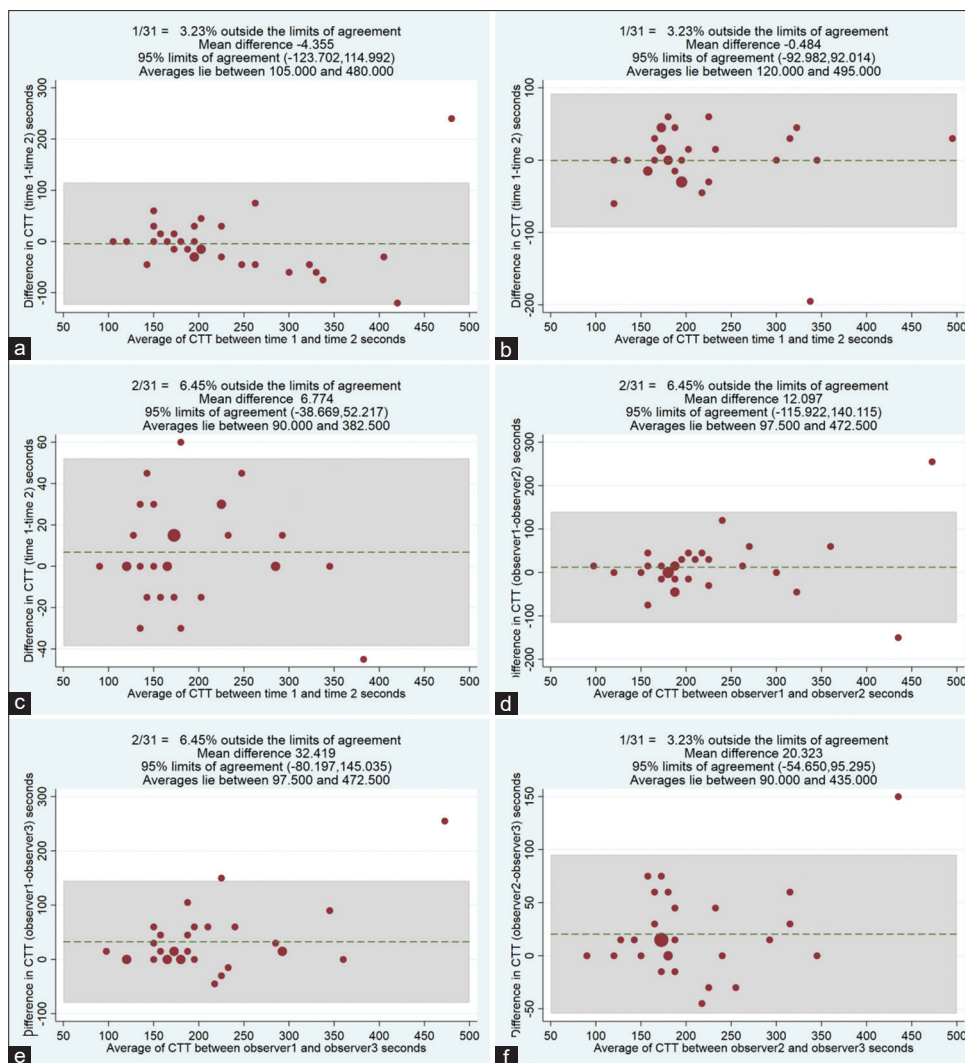 1/31 = 3.23% outside the limits of agreement
Mean difference -4.355
95% limits of agreement (-123.702,114.992)
Averages lie between 105.000 and 480.000
Difference in CTT (time 1-time 2) seconds
300
200
100
0
-100
50 100 150 200 250 300 350 400 450 500
Average of CTT between time 1 and time 2 seconds
a
1/31 = 3.23% outside the limits of agreement
Mean difference -0.484
95% limits of agreement (-92.982,92.014)
Averages lie between 120.000 and 495.000
Difference in CTT (time 1-time 2) seconds
100
0
-100
-200
50 100 150 200 250 300 350 400 450 500
Average of CTT between time 1 and time 2 seconds
b
2/31 = 6.45% outside the limits of agreement
Mean difference 6.774
95% limits of agreement (-38.669,52.217)
Averages lie between 90.000 and 382.500
Difference in CTT (time 1-time 2) seconds
60
40
20
0
-20
-40
50 100 150 200 250 300 350 400 450 500
Average of CTT between time 1 and time 2 seconds
c
2/31 = 6.45% outside the limits of agreement
Mean difference 12.097
95% limits of agreement (-115.922,140.115)
Averages lie between 97.500 and 472.500
Difference in CTT (observer1-observer2) seconds
300
200
100
0
-100
-200
50 100 150 200 250 300 350 400 450 500
Average of CTT between observer1 and observer2 seconds
d
2/31 = 6.45% outside the limits of agreement
Mean difference 32.419
95% limits of agreement (-80.197,145.035)
Averages lie between 97.500 and 472.500
Difference in CTT (observer1-observer3) seconds
300
200
100
0
-100
50 100 150 200 250 300 350 400 450 500
Average of CTT between observer1 and observer3 seconds
e
1/31 = 3.23% outside the limits of agreement
Mean difference 20.323
95% limits of agreement (-54.650,95.295)
Averages lie between 90.000 and 435.000
Difference in CTT (observer2-observer3) seconds
150
100
50
0
-50
50 100 150 200 250 300 350 400 450 500
Average of CTT between observer2 and observer3 seconds
f